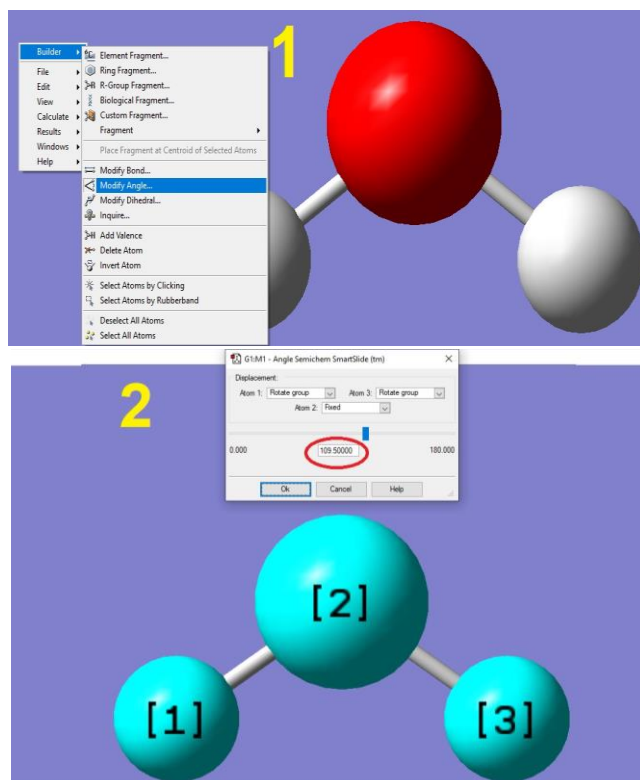 1
Builder
File
Edit
View
Calculate
Results
Windows
Help
Element Fragment...
Ring Fragment...
R-Group Fragment...
Biological Fragment...
Custom Fragment...
Fragment
Place Fragment at Centroid of Selected Atoms
Modify Bond...
Modify Angle...
Modify Dihedral...
Inquire...
Add Valence
Delete Atom
Invert Atom
Select Atoms by Clicking
Select Atoms by Rubberband
Deselect All Atoms
Select All Atoms
2
G1:M1 - Angle Semichem SmartSlide (tm)
Displacement:
Atom 1: Rotate group Atom 3: Rotate group
Atom 2: Fixed
0.000 109.50000 180.000
Ok Cancel Help
[2]
[1] [3]